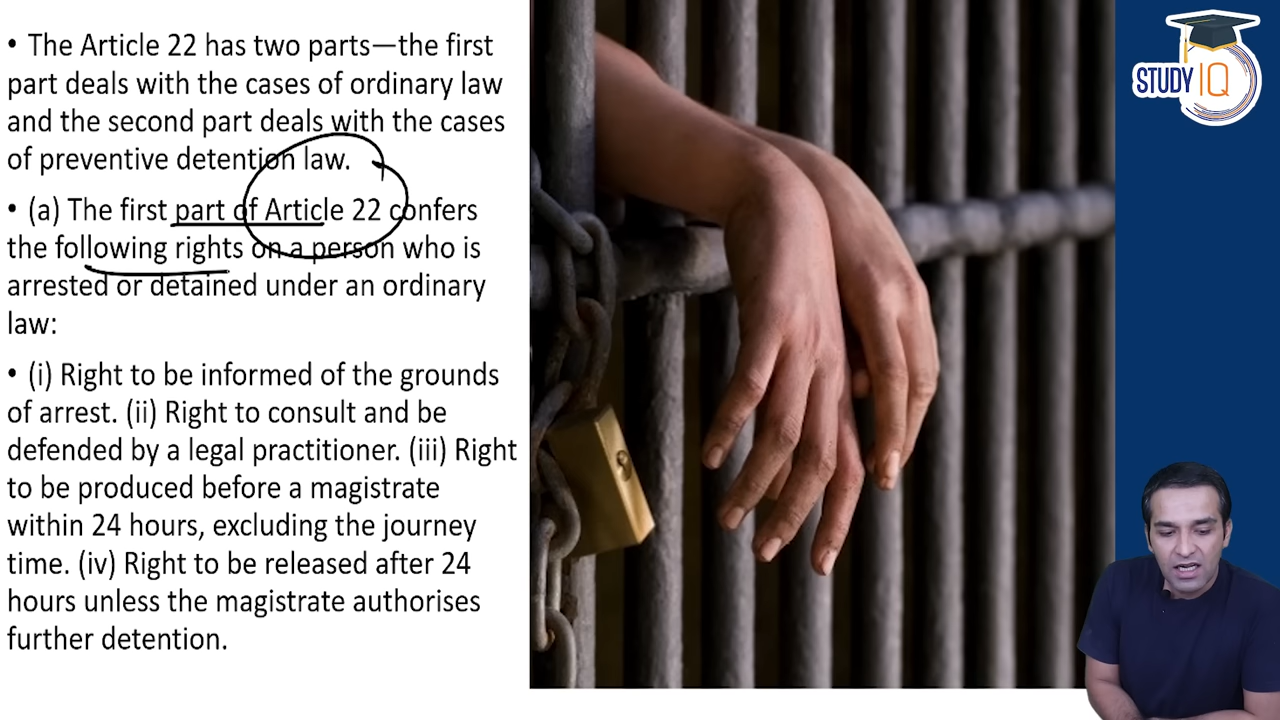 • The Article 22 has two parts—the first
part deals with the cases of ordinary law
and the second part deals with the cases
of preventive detention law.
• (a) The first part of Article 22 confers
the following rights on a person who is
arrested or detained under an ordinary
law:
• (i) Right to be informed of the grounds
of arrest. (ii) Right to consult and be
defended by a legal practitioner. (iii) Right
to be produced before a magistrate
within 24 hours, excluding the journey
time. (iv) Right to be released after 24
hours unless the magistrate authorises
further detention.
STUDY IQ